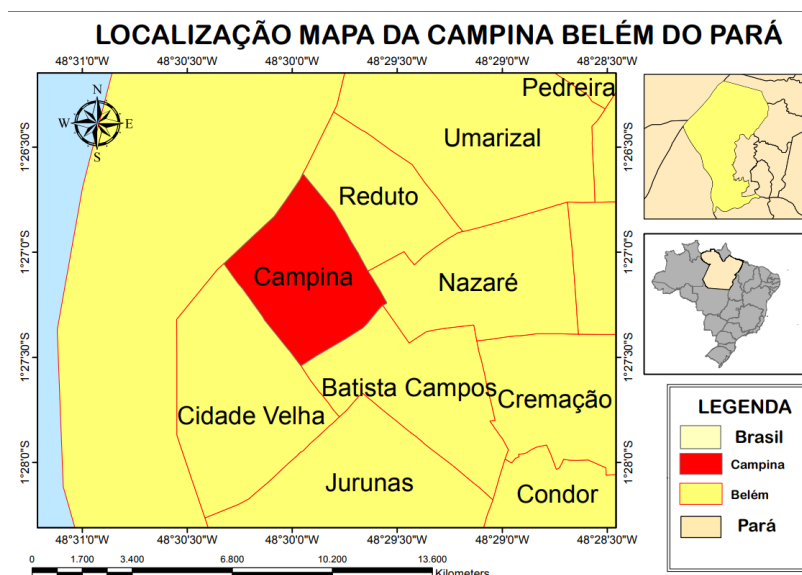 LOCALIZAÇÃO MAPA DA CAMPINA BELÉM DO PARÁ
48°31'0"W 48°30'30"W 48°30'0"W 48°29'30"W 48°29'0"W 48°28'30"W
N
W E
S
Pedreira
Umarizal
Reduto
Campina
Nazaré
Batista Campos
Cremação
Cidade Velha
Jurunas
Condor
1°26'30"S
1°27'0"S
1°27'30"S
1°28'0"S
1°26'30"S
1°27'0"S
1°27'30"S
1°28'0"S
48°31'0"W 48°30'30"W 48°30'0"W 48°29'30"W 48°29'0"W 48°28'30"W
0 1.700 3.400 6.800 10.200 13.600
Kilometers
LEGENDA
Brasil
Campina
Belém
Pará